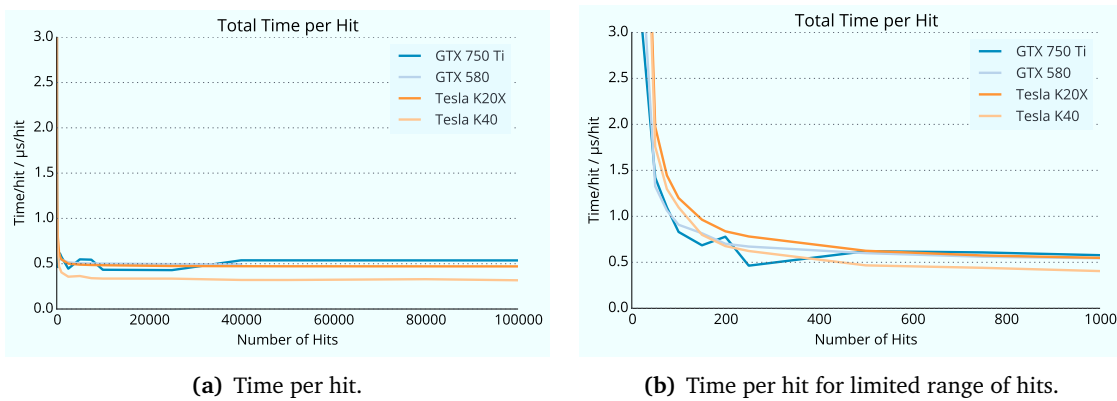 Total Time per Hit
3.0
2.5
2.0
1.5
1.0
0.5
0.0
Time/hit / µs/hit
GTX 750 Ti
GTX 580
Tesla K20X
Tesla K40
0 20000 40000 60000 80000 100000
Number of Hits
(a) Time per hit.
Total Time per Hit
3.0
2.5
2.0
1.5
1.0
0.5
0.0
Time/hit / µs/hit
GTX 750 Ti
GTX 580
Tesla K20X
Tesla K40
0 200 400 600 800 1000
Number of Hits
(b) Time per hit for limited range of hits.